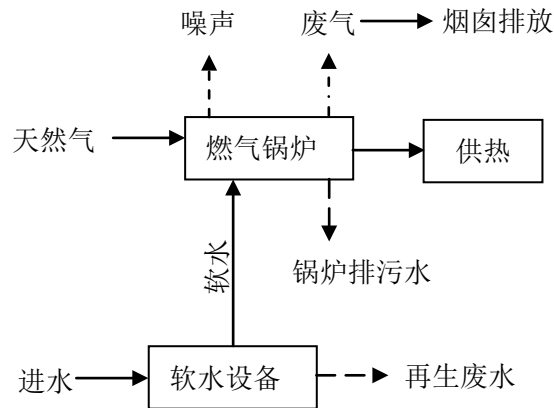 噪声
废气
烟囱排放
天然气
燃气锅炉
供热
软水
锅炉排污水
进水
软水设备
再生废水